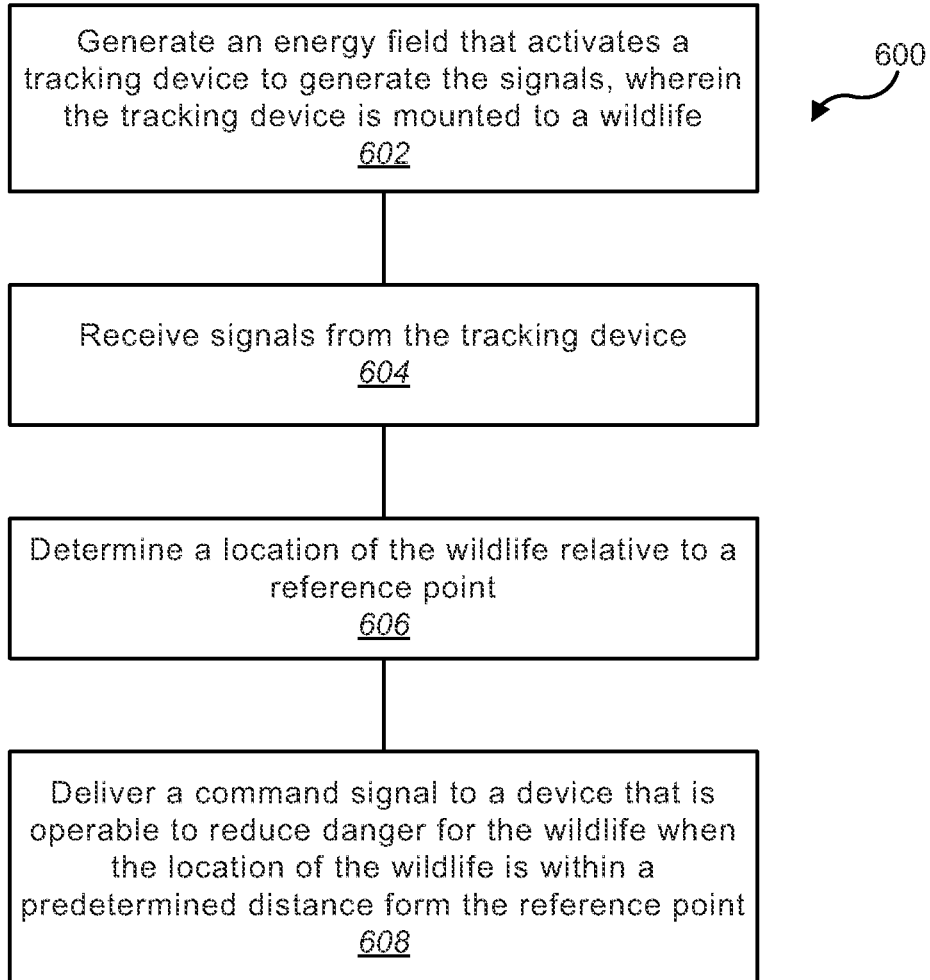 Generate an energy field that activates a
tracking device to generate the signals, wherein
the tracking device is mounted to a wildlife
602
600
Receive signals from the tracking device
604
Determine a location of the wildlife relative to a
reference point
606
Deliver a command signal to a device that is
operable to reduce danger for the wildlife when
the location of the wildlife is within a
predetermined distance form the reference point
608